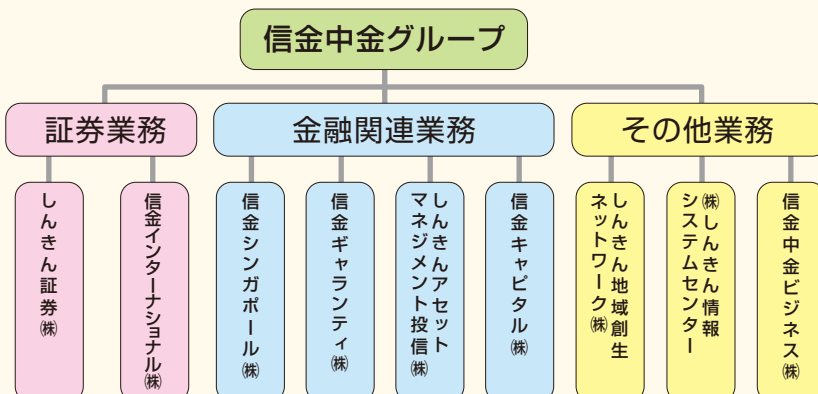 信金中金グループ
証券業務
金融関連業務
その他業務
しんきん証券㈱
信金インターナショナル㈱
信金シンガポール㈱
信金ギャランティ㈱
しんきんアセット
マネジメント投信㈱
信金キャピタル㈱
しんきん地域創生
ネットワーク㈱
㈱しんきん情報
システムセンター
信金中金ビジネス㈱